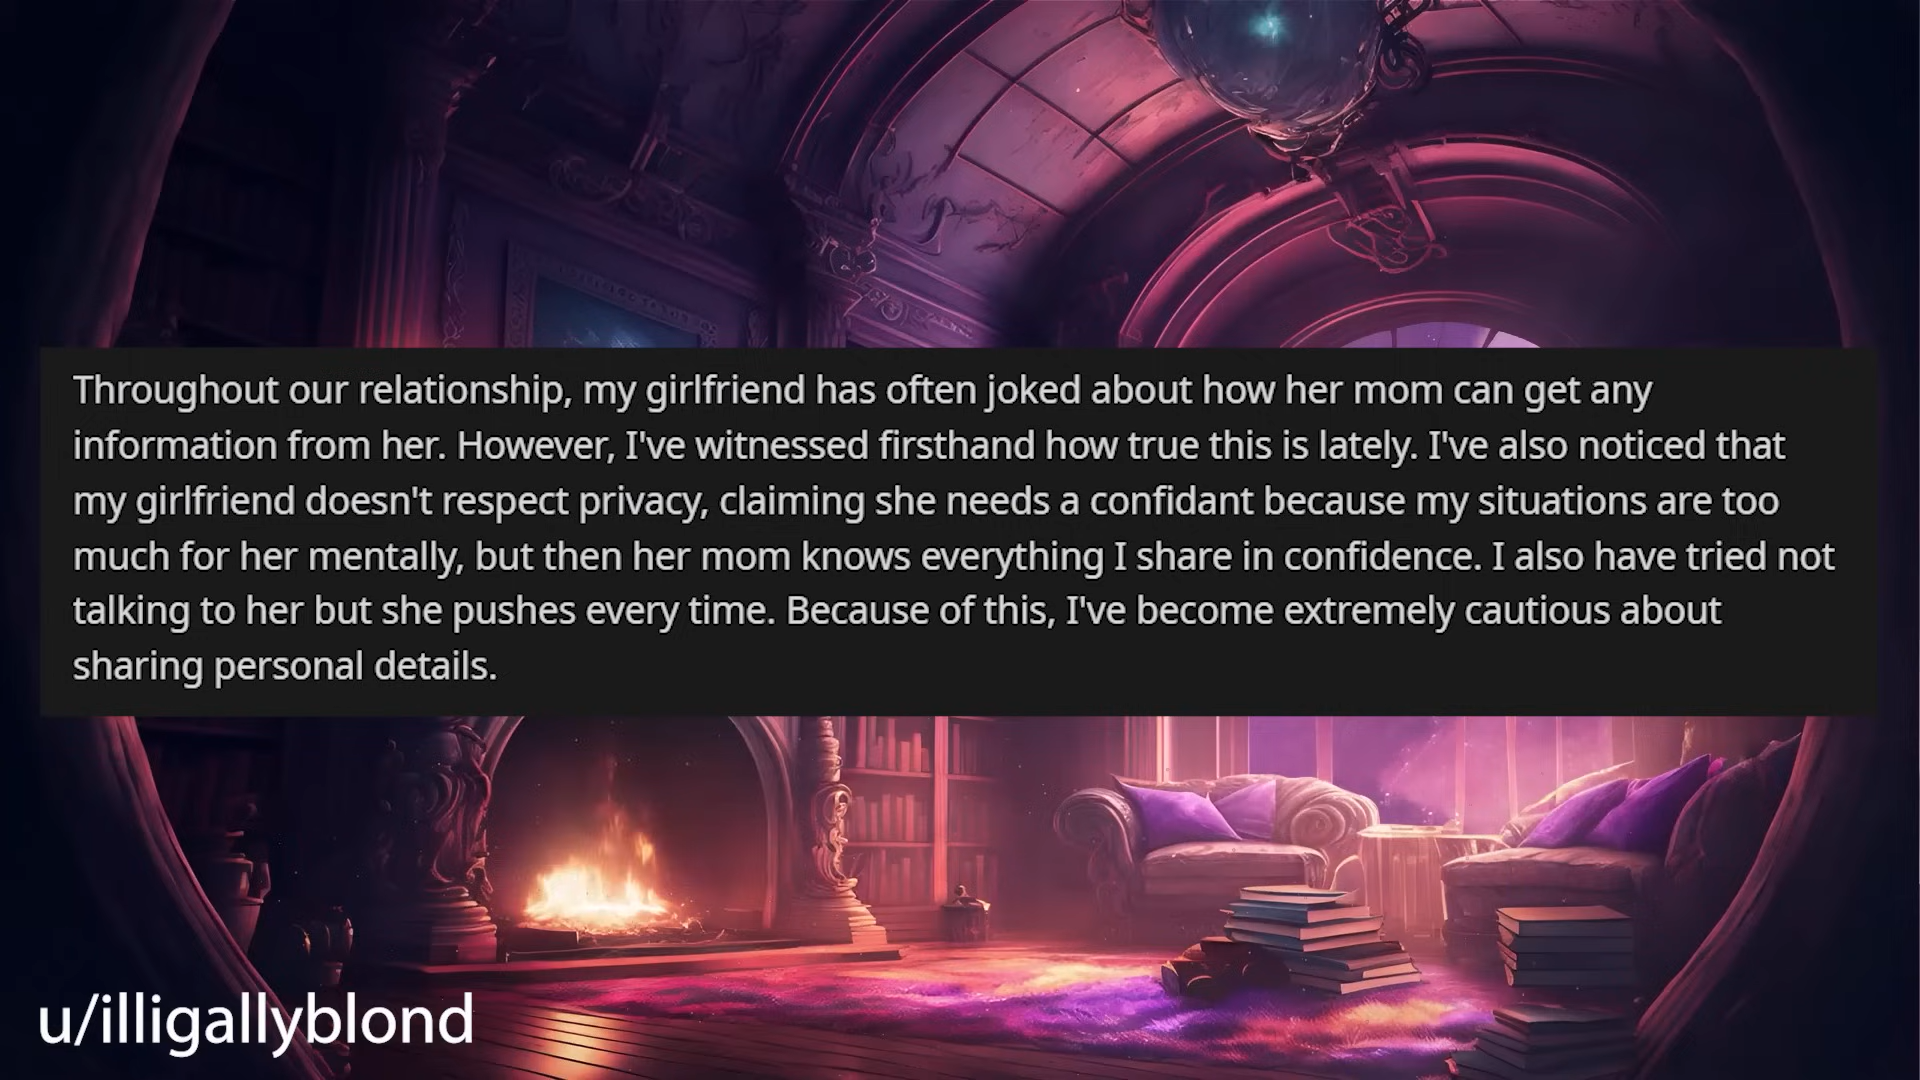 Throughout our relationship, my girlfriend has often joked about how her mom can get any
information from her. However, I've witnessed firsthand how true this is lately. I've also noticed that
my girlfriend doesn't respect privacy, claiming she needs a confidant because my situations are too
much for her mentally, but then her mom knows everything I share in confidence. I also have tried not
talking to her but she pushes every time. Because of this, I've become extremely cautious about
sharing personal details.
u/illigallyblond